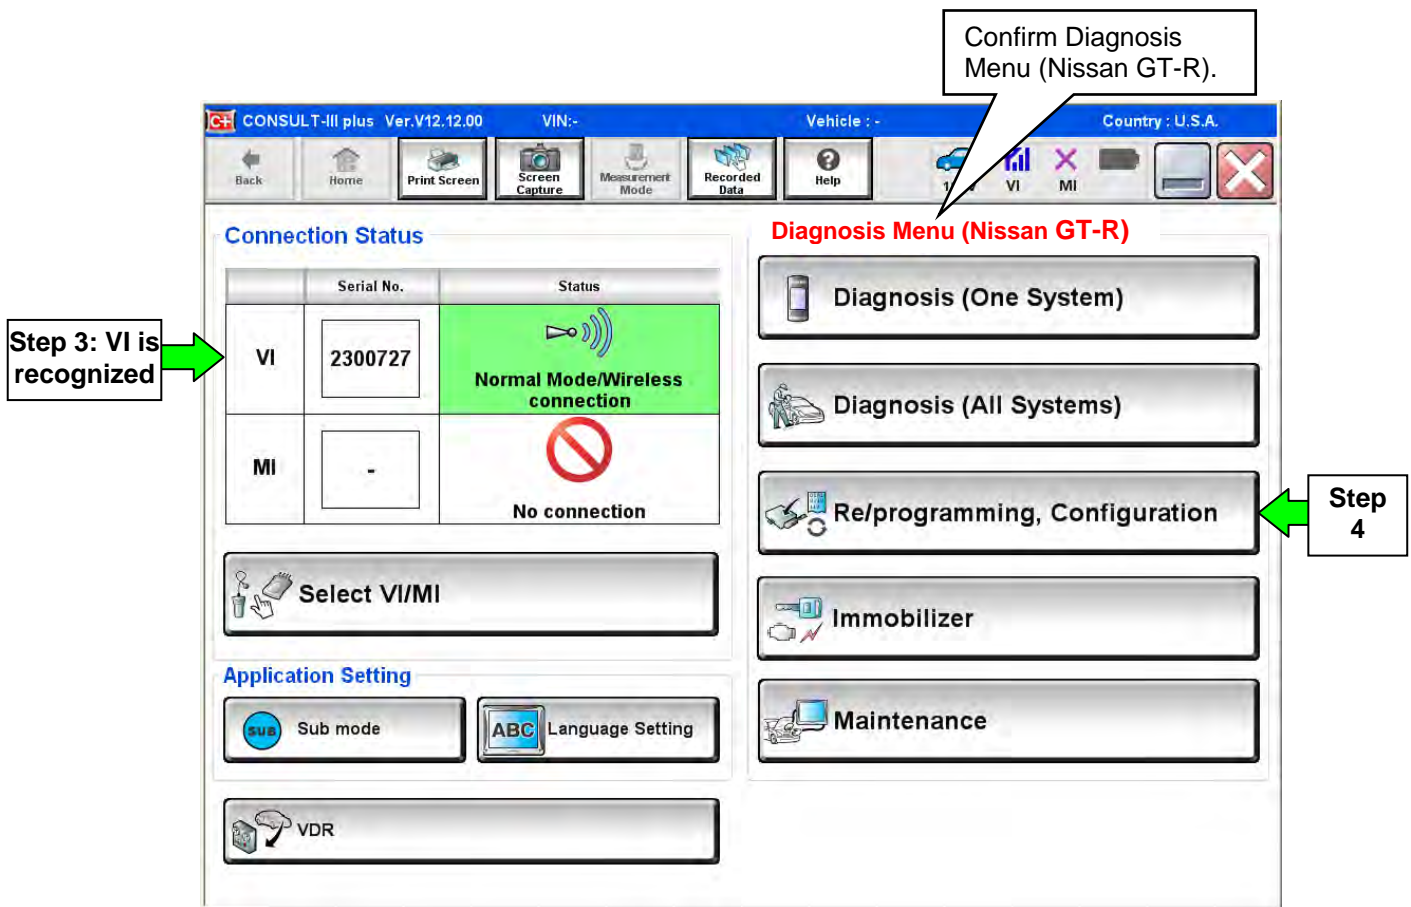 Confirm Diagnosis
Menu (Nissan GT-R).
C+ CONSULT-III plus Ver.V12.12.00 VIN:- Vehicle : - Country : U.S.A.
Back
Home
Print Screen
Screen
Capture
Measurement
Mode
Recorded
Data
Help
VI
MI
Connection Status
Serial No.
Status
VI
2300727
Normal Mode/Wireless
connection
MI
-
No connection
Step 3: VI is
recognized
Select VI/MI
Application Setting
SUB
Sub mode
ABC
Language Setting
VDR
Diagnosis Menu (Nissan GT-R)
Diagnosis (One System)
Diagnosis (All Systems)
Re/programming, Configuration
Step
4
Immobilizer
Maintenance